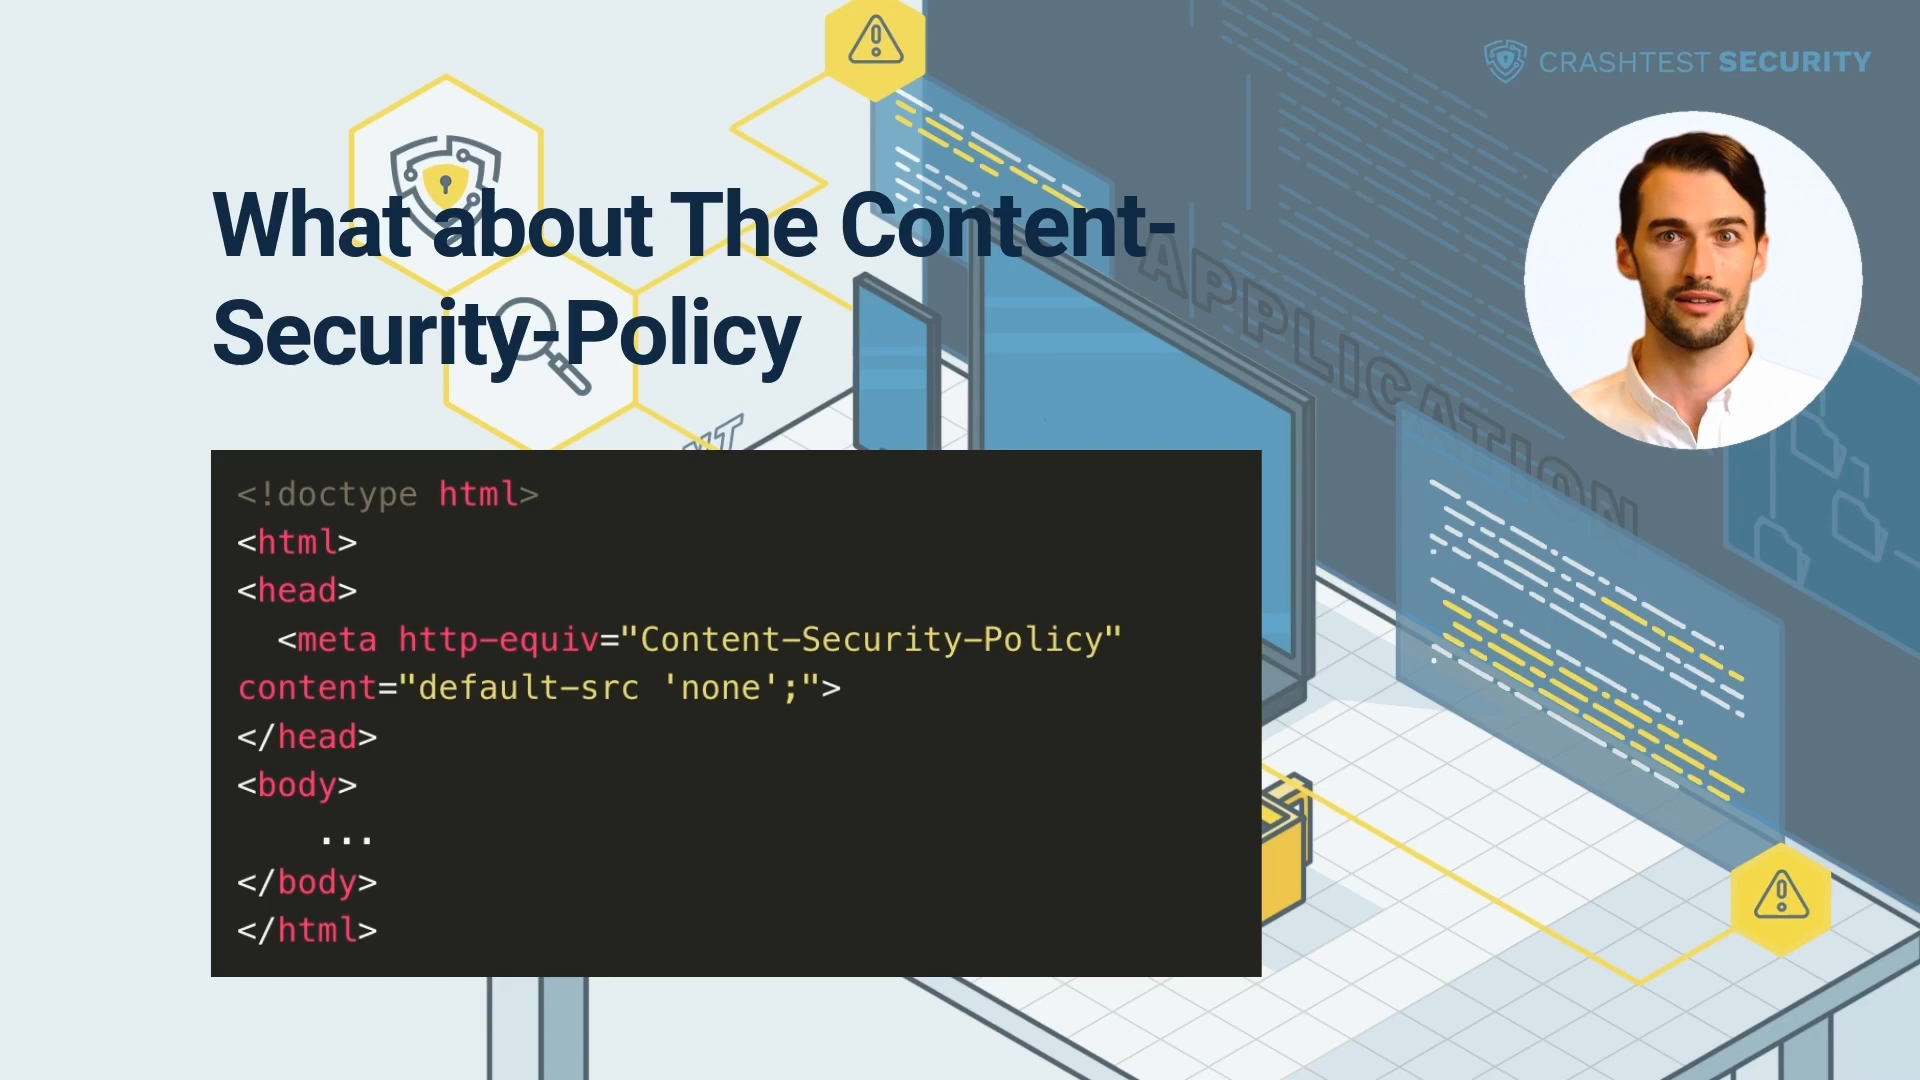 CRASHTEST SECURITY
What about The Content-
Security-Policy
APPLICATION
<!doctype html>
<html>
<head>
  <meta http-equiv="Content-Security-Policy"
content="default-src 'none';">
</head>
<body>
    ...
</body>
</html>